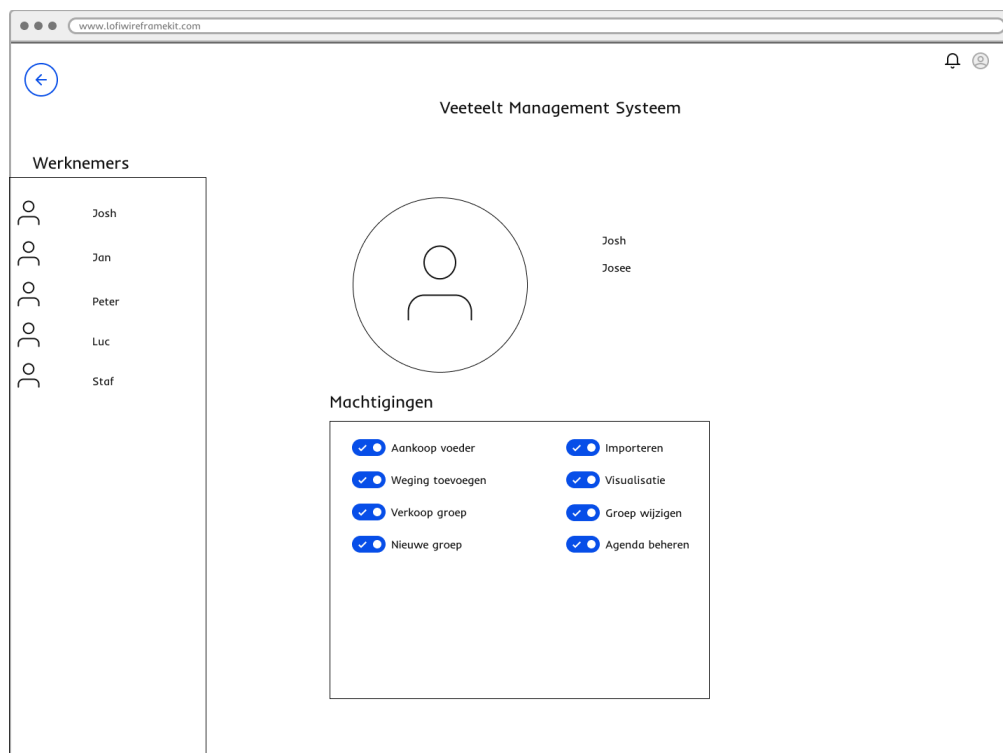 www.lofiwireframekit.com
Veeteelt Management Systeem
Werknemers
Josh
Jan
Peter
Luc
Staf
Josh
Josee
Machtigingen
Aankoop voeder
Importeren
Weging toevoegen
Visualisatie
Verkoop groep
Groep wijzigen
Nieuwe groep
Agenda beheren